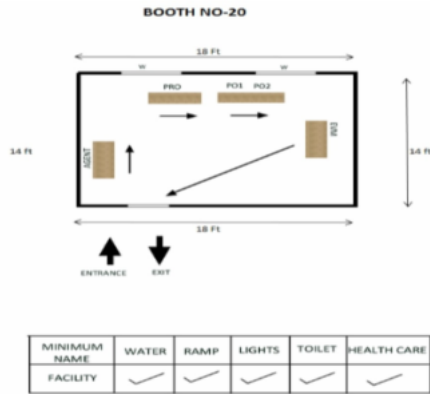 BOOTH NO-20
18 Ft
W W
PRO PO1 PO2
AGENT
14 ft
14 ft
18 Ft
ENTRANCE EXIT
MINIMUM NAME WATER RAMP LIGHTS TOILET HEALTH CARE
FACILITY